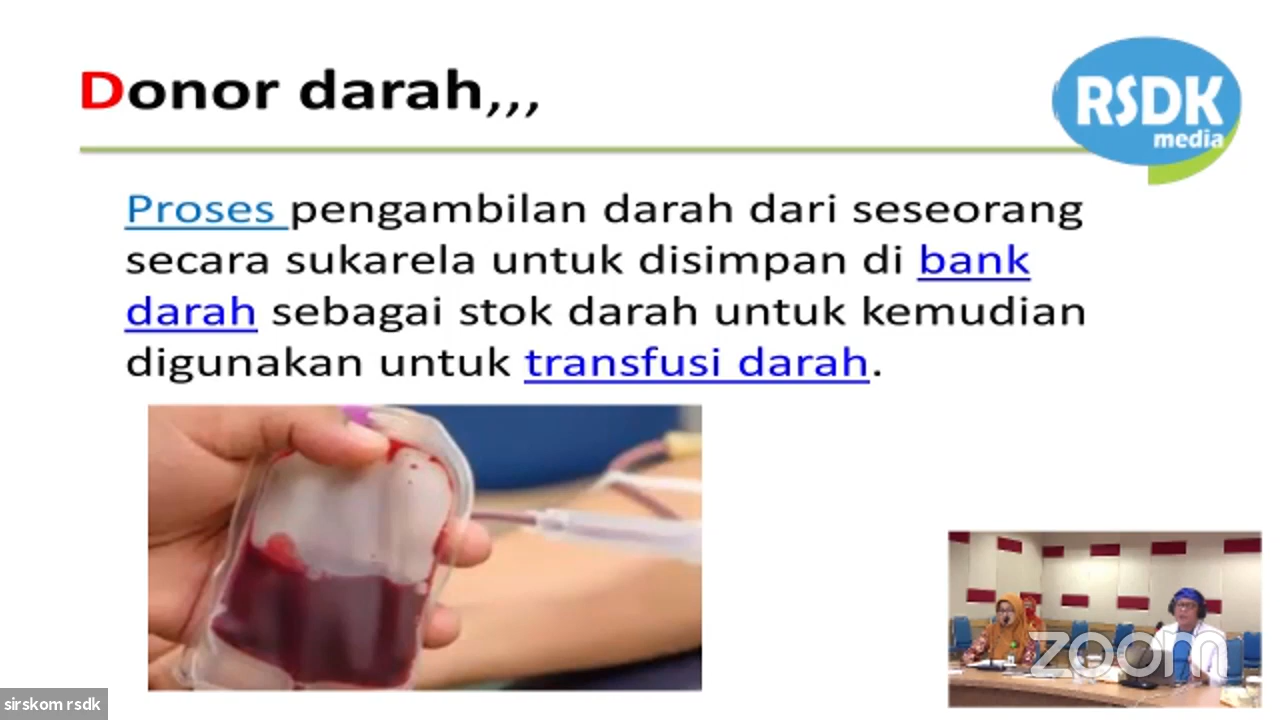 Donor darah,,,
RSDK
media
Proses pengambilan darah dari seseorang
secara sukarela untuk disimpan di bank
darah sebagai stok darah untuk kemudian
digunakan untuk transfusi darah.
zoom
sirskom rsdk